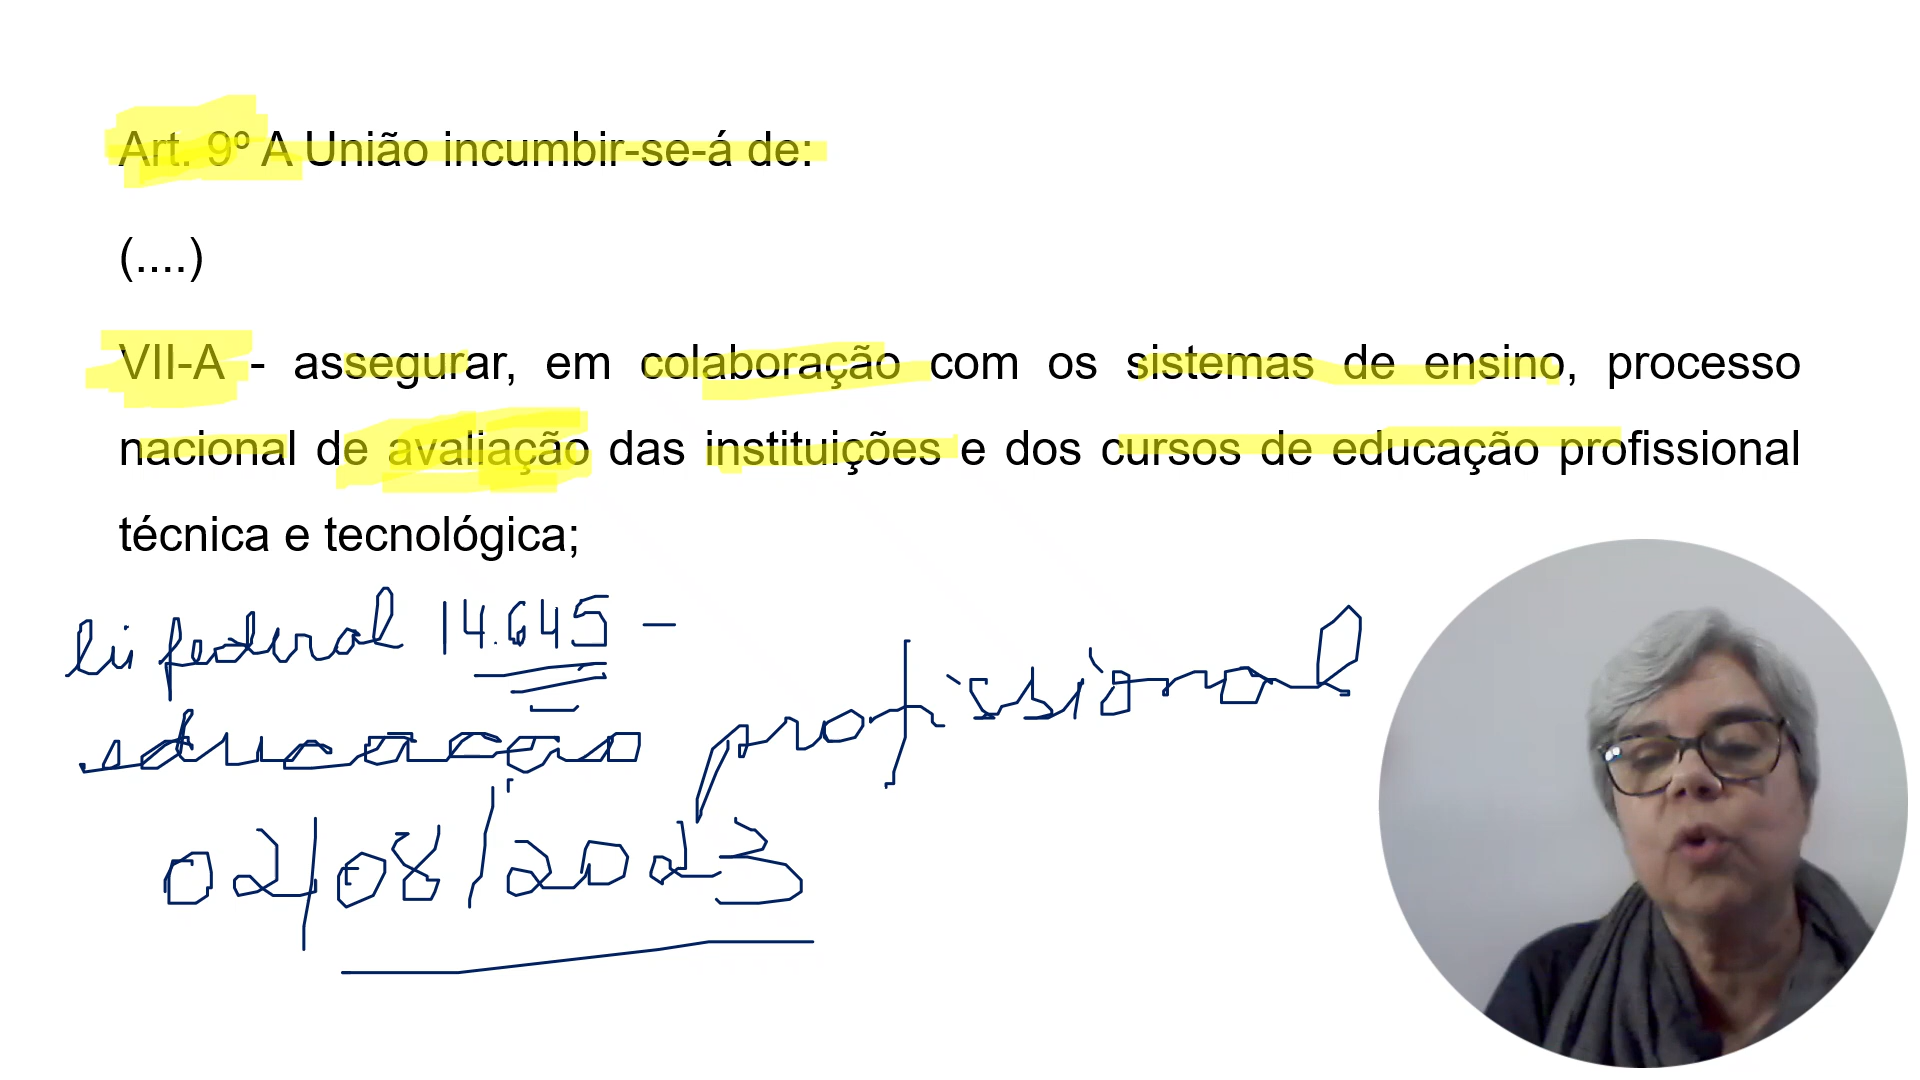 Art. 9º A União incumbir-se-á de:
(....)
VII-A - assegurar, em colaboração com os sistemas de ensino, processo
nacional de avaliação das instituições e dos cursos de educação profissional
técnica e tecnológica;
lei federal 14.645 -
educação profissional
02/08/2023